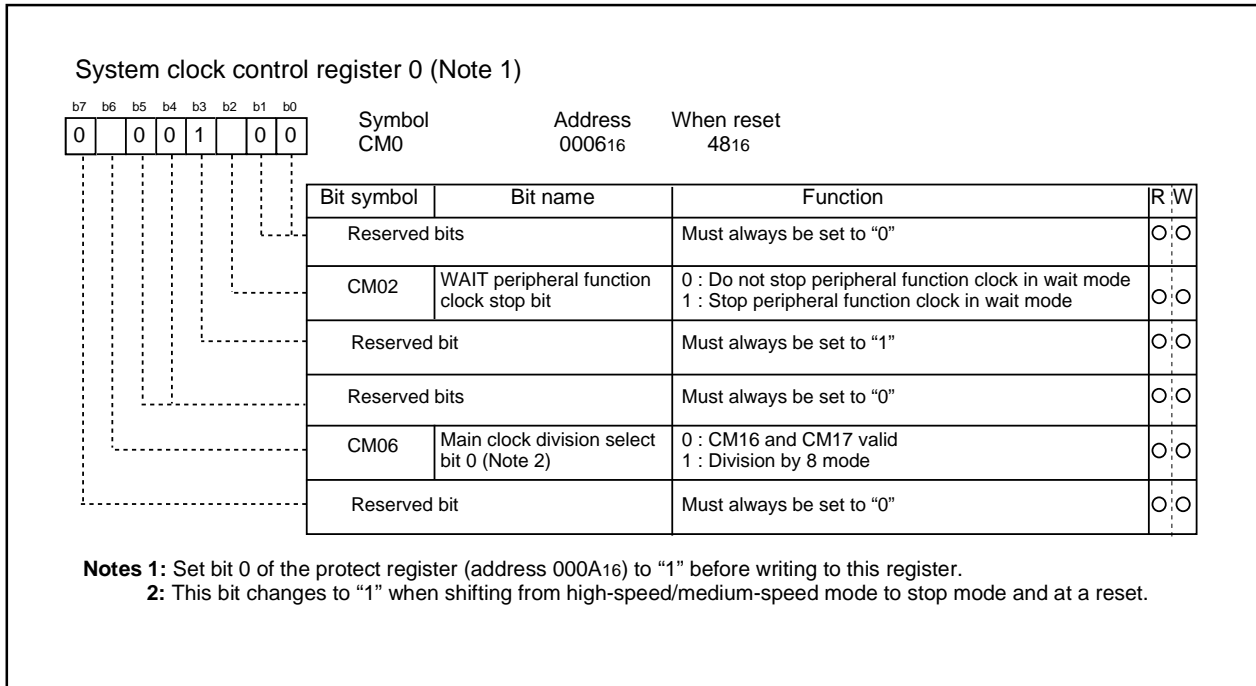 System clock control register 0 (Note 1)
b7 b6 b5 b4 b3 b2 b1 b0
0 0 0 1 0 0
Symbol Address When reset
CM0 000616 4816
Bit symbol Bit name Function R W
Reserved bits Must always be set to “0”
CM02 WAIT peripheral function clock stop bit 0 : Do not stop peripheral function clock in wait mode
1 : Stop peripheral function clock in wait mode
Reserved bit Must always be set to “1”
Reserved bits Must always be set to “0”
CM06 Main clock division select bit 0 (Note 2) 0 : CM16 and CM17 valid
1 : Division by 8 mode
Reserved bit Must always be set to “0”
Notes 1: Set bit 0 of the protect register (address 000A16) to “1” before writing to this register.
2: This bit changes to “1” when shifting from high-speed/medium-speed mode to stop mode and at a reset.